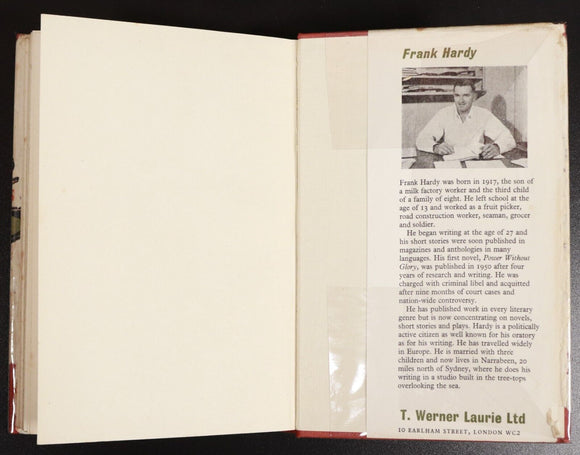 Frank Hardy
Frank Hardy was born in 1917, the son of
a milk factory worker and the third child
of a family of eight. He left school at the
age of 13 and worked as a fruit picker,
road construction worker, seaman, grocer
and soldier.
He began writing at the age of 27 and
his short stories were soon published in
magazines and anthologies in many
languages. His first novel, Power Without
Glory, was published in 1950 after four
years of research and writing. He was
charged with criminal libel and acquitted
after nine months of court cases and
nation-wide controversy.
He has published work in every literary
genre but is now concentrating on novels,
short stories and plays. Hardy is a politically
active citizen as well known for his oratory
as for his writing. He has travelled widely
in Europe. He is married with three
children and now lives in Narrabeen, 20
miles north of Sydney, where he does his
writing in a studio built in the tree-tops
overlooking the sea.
T. Werner Laurie Ltd
10 EARLHAM STREET, LONDON WC2